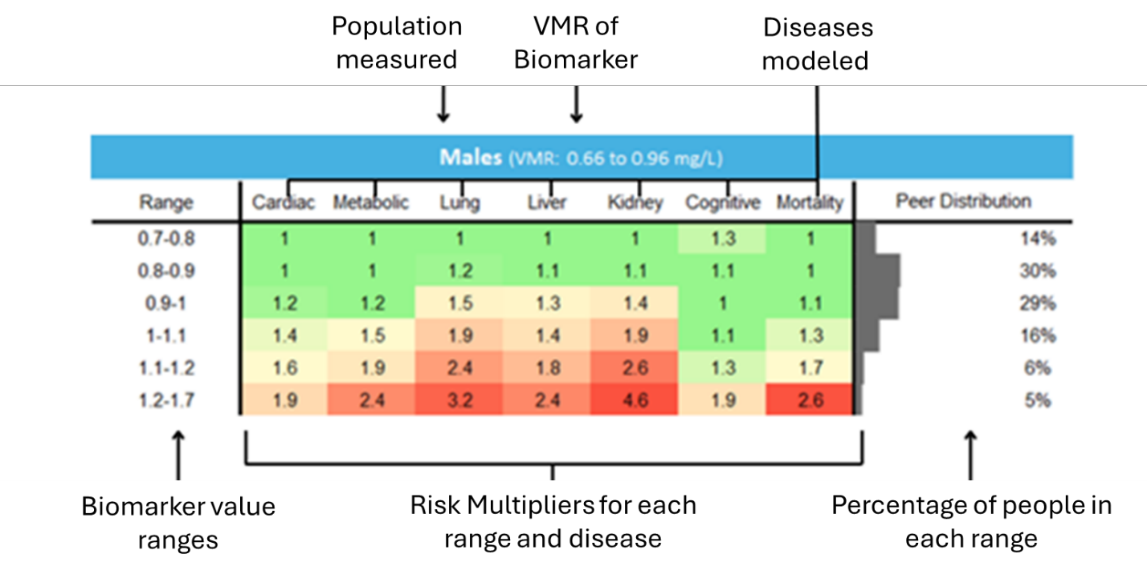 Population measured
VMR of Biomarker
Diseases modeled
Males (VMR: 0.66 to 0.96 mg/L)
Range Cardiac Metabolic Lung Liver Kidney Cognitive Mortality Peer Distribution
0.7-0.8 1 1 1 1 1 1.3 1 14%
0.8-0.9 1 1 1.2 1.1 1.1 1.1 1 30%
0.9-1 1.2 1.2 1.5 1.3 1.4 1 1.1 29%
1-1.1 1.4 1.5 1.9 1.4 1.9 1.1 1.3 16%
1.1-1.2 1.6 1.9 2.4 1.8 2.6 1.3 1.7 6%
1.2-1.7 1.9 2.4 3.2 2.4 4.6 1.9 2.6 5%
Biomarker value
ranges
Risk Multipliers for each
range and disease
Percentage of people in
each range